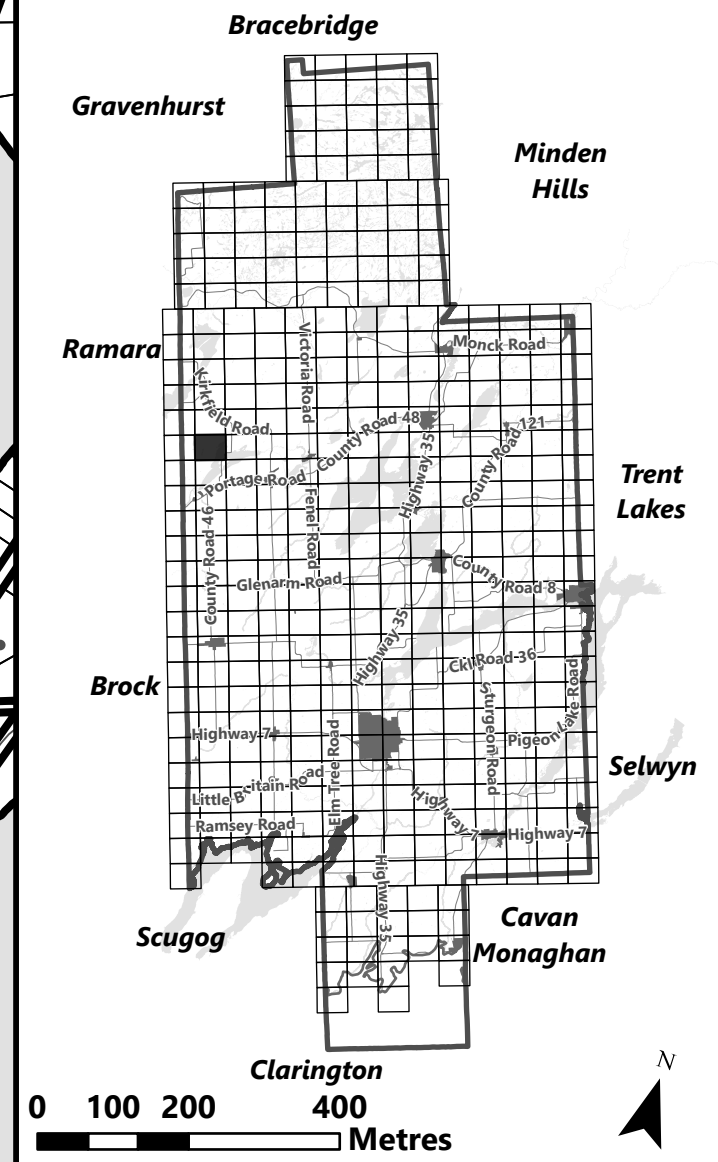 Bracebridge
Gravenhurst
Minden
Hills
Ramara
Monck Road
Victoria Road
Kirkfield Road
County Road 48
County Road 121
Highway 35
Portage Road
Trent
Lakes
Fenel Road
County Road 46
Glenarm Road
County Road 8
Highway 35
Ckl Road 36
Brock
Sturgeon Road
Pigeon Lake Road
Highway 7
Elm Tree Road
Selwyn
Little Britain Road
Ramsey Road
Highway 7
Highway 7
Highway 35
Scugog
Cavan
Monaghan
Clarington
N
0 100 200 400
Metres